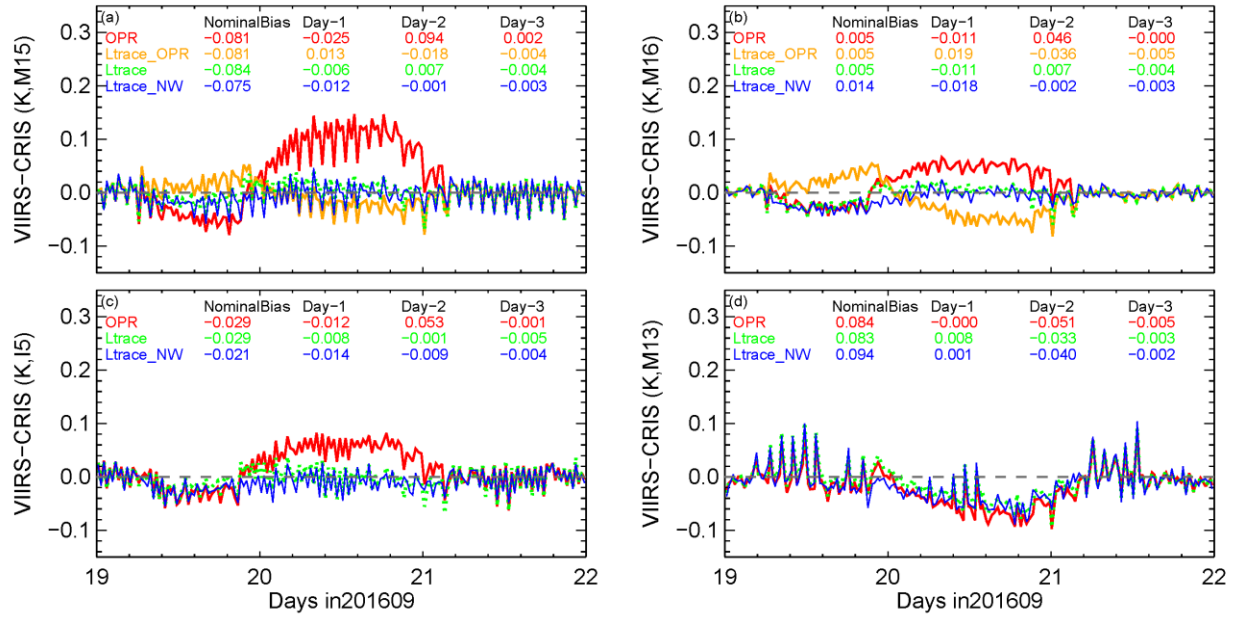 (a) NominalBias Day-1 Day-2 Day-3
OPR -0.081 -0.025 0.094 0.002
Ltrace_OPR -0.081 0.013 -0.018 -0.004
Ltrace -0.084 -0.006 0.007 -0.004
Ltrace_NW -0.075 -0.012 -0.001 -0.003
0.3
0.2
0.1
0.0
-0.1
VIIRS-CRIS (K,M15)
19 20 21 22
(b) NominalBias Day-1 Day-2 Day-3
OPR 0.005 -0.011 0.046 -0.000
Ltrace_OPR 0.005 0.019 -0.036 -0.005
Ltrace 0.005 -0.011 0.007 -0.004
Ltrace_NW 0.014 -0.018 -0.002 -0.003
0.3
0.2
0.1
0.0
-0.1
VIIRS-CRIS (K,M16)
19 20 21 22
(c) NominalBias Day-1 Day-2 Day-3
OPR -0.029 -0.012 0.053 -0.001
Ltrace -0.029 -0.008 -0.001 -0.005
Ltrace_NW -0.021 -0.014 -0.009 -0.004
0.3
0.2
0.1
0.0
-0.1
VIIRS-CRIS (K,I5)
19 20 21 22
Days in201609
(d) NominalBias Day-1 Day-2 Day-3
OPR 0.084 -0.000 -0.051 -0.005
Ltrace 0.083 0.008 -0.033 -0.003
Ltrace_NW 0.094 0.001 -0.040 -0.002
0.3
0.2
0.1
0.0
-0.1
VIIRS-CRIS (K,M13)
19 20 21 22
Days in201609